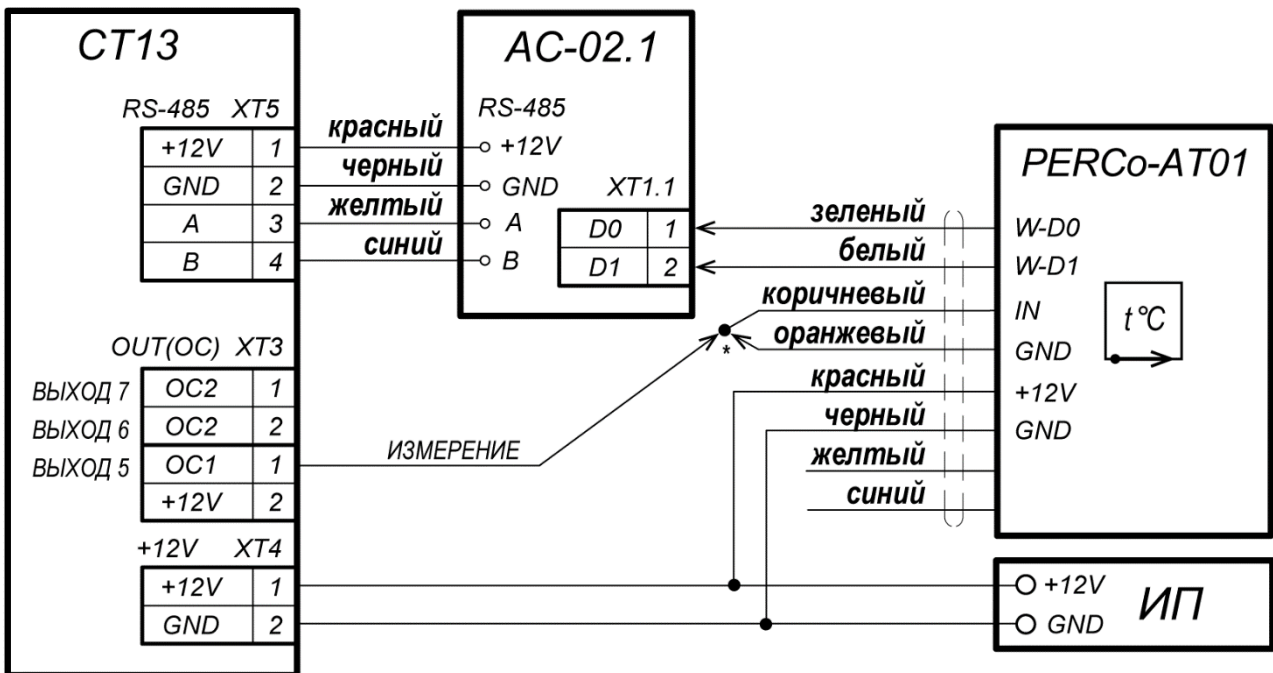 CT13
RS-485 XT5
+12V 1
GND 2
A 3
B 4
OUT(OC) XT3
ВЫХОД 7 OC2 1
ВЫХОД 6 OC2 2
ВЫХОД 5 OC1 1
+12V 2
+12V XT4
+12V 1
GND 2
красный
черный
желтый
синий
AC-02.1
RS-485
+12V
GND
A
B
XT1.1
D0 1
D1 2
ИЗМЕРЕНИЕ
*
зеленый
белый
коричневый
оранжевый
красный
черный
желтый
синий
PERCo-AT01
W-D0
W-D1
IN
GND
+12V
GND
t°C
+12V
GND
ИП